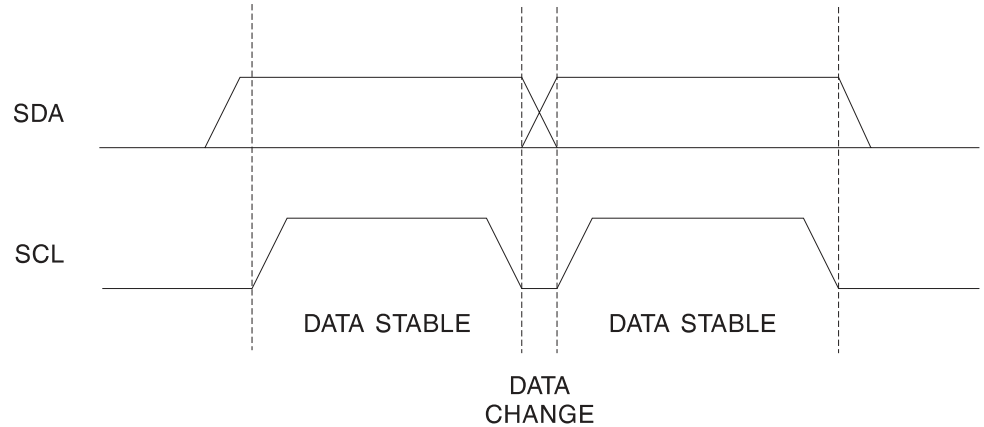 SDA
SCL
DATA STABLE
DATA STABLE
DATA
CHANGE